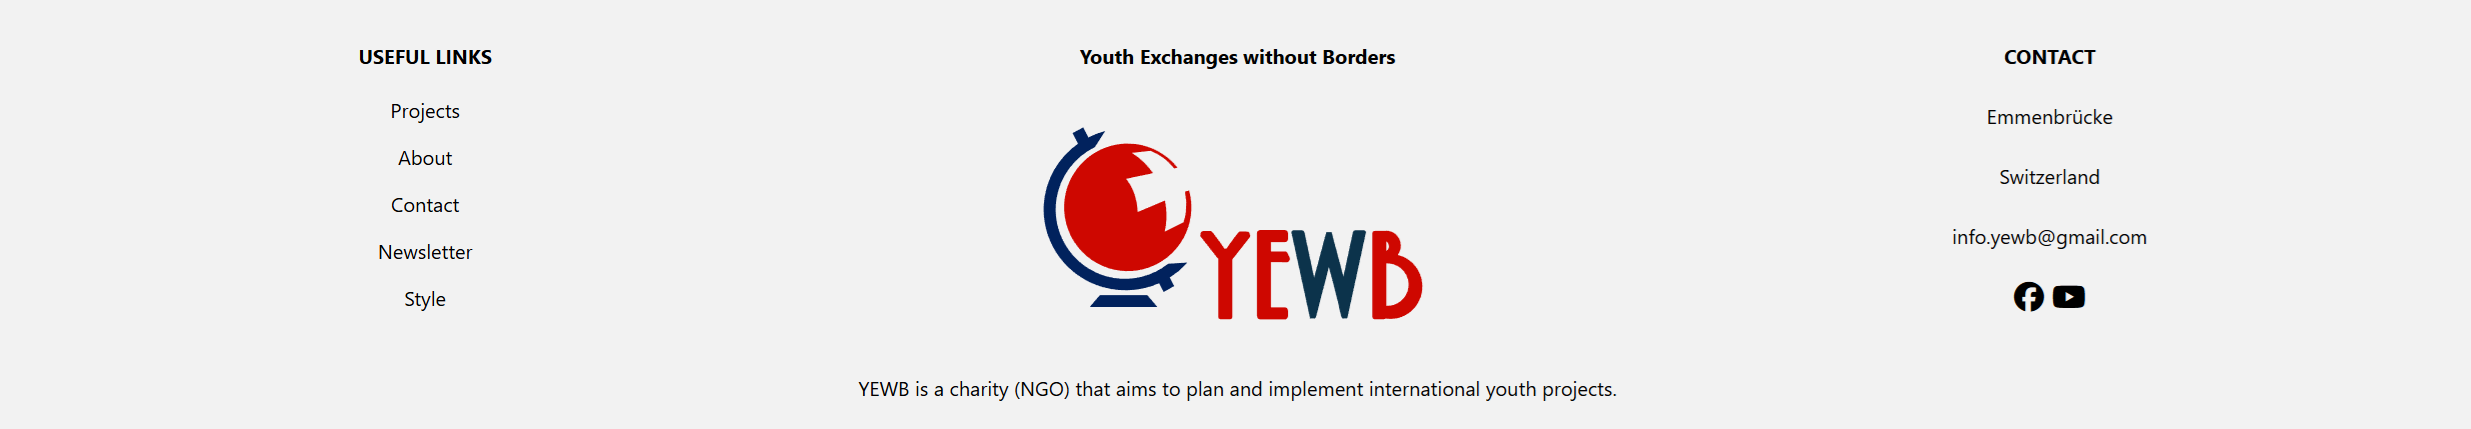 USEFUL LINKS
Projects
About
Contact
Newsletter
Style
Youth Exchanges without Borders
YEWB
YEWB is a charity (NGO) that aims to plan and implement international youth projects.
CONTACT
Emmenbrücke
Switzerland
info.yewb@gmail.com